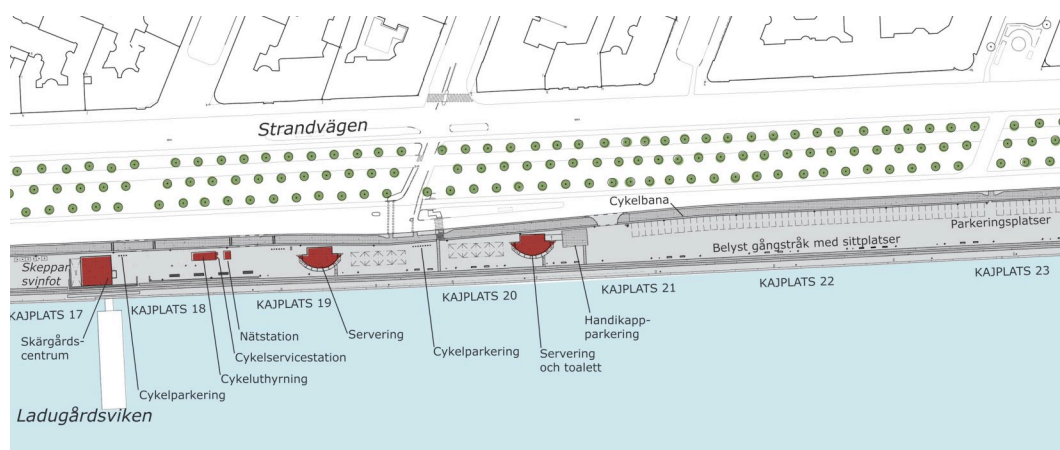 Strandvägen
Cykelbana
Parkeringsplatser
Belyst gångstråk med sittplatser
Skeppar
svinfot
KAJPLATS 17
KAJPLATS 18
KAJPLATS 19
KAJPLATS 20
KAJPLATS 21
KAJPLATS 22
KAJPLATS 23
Skärgårds-
centrum
Nätstation
Cykelservicestation
Cykeluthyrning
Cykelparkering
Servering
Cykelparkering
Servering
och toalett
Handikapp-
parkering
Ladugårdsviken